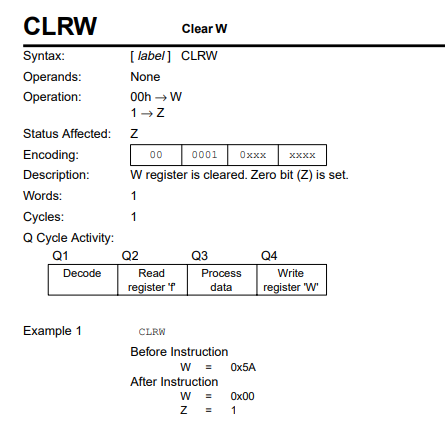 CLRW Clear W
Syntax: [ label ] CLRW
Operands: None
Operation: 00h → W
1 → Z
Status Affected: Z
Encoding: 00 0001 0xxx xxxx
Description: W register is cleared. Zero bit (Z) is set.
Words: 1
Cycles: 1
Q Cycle Activity:
Q1 Q2 Q3 Q4
Decode Read Process Write
register 'f' data register 'W'
Example 1 CLRW
Before Instruction
W = 0x5A
After Instruction
W = 0x00
Z = 1